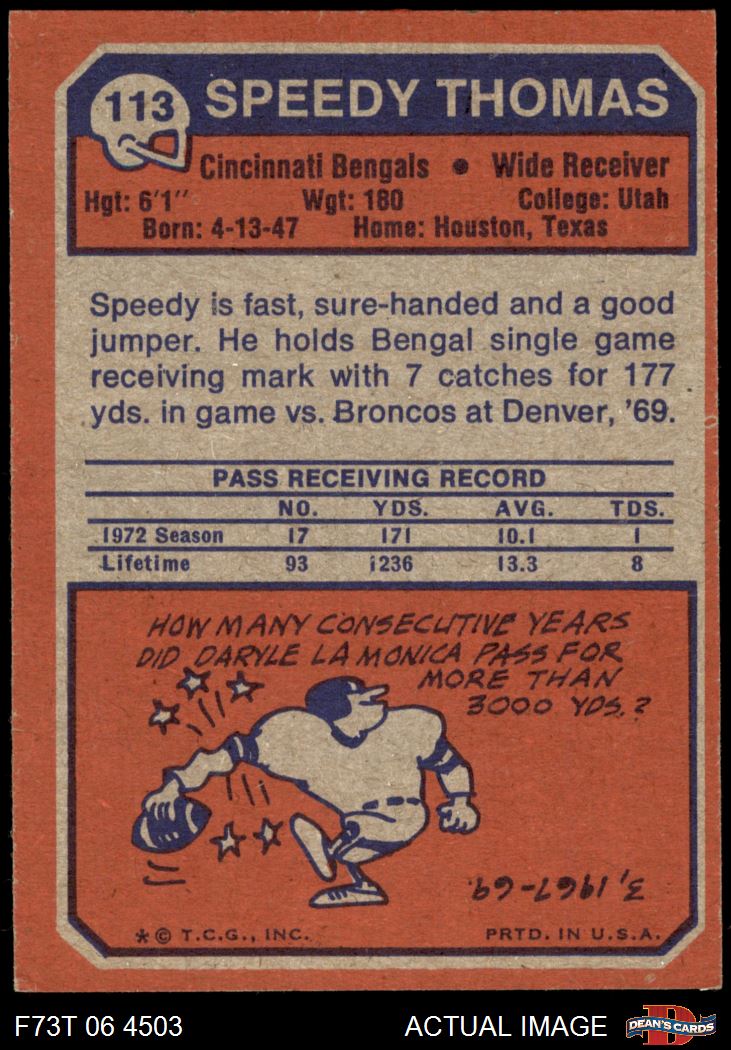 113 SPEEDY THOMAS
Cincinnati Bengals • Wide Receiver
Hgt: 6'1" Wgt: 180 College: Utah
Born: 4-13-47 Home: Houston, Texas
Speedy is fast, sure-handed and a good
jumper. He holds Bengal single game
receiving mark with 7 catches for 177
yds. in game vs. Broncos at Denver, '69.
PASS RECEIVING RECORD
NO. YDS. AVG. TDS.
1972 Season 17 171 10.1 1
Lifetime 93 1236 13.3 8
HOW MANY CONSECUTIVE YEARS
DID DARYLE LA MONICA PASS FOR
MORE THAN
3000 YDS.?
3, 1967-69.
* © T.C.G., INC. PRTD. IN U.S.A.
F73T 06 4503 ACTUAL IMAGE
D
DEAN'S CARDS